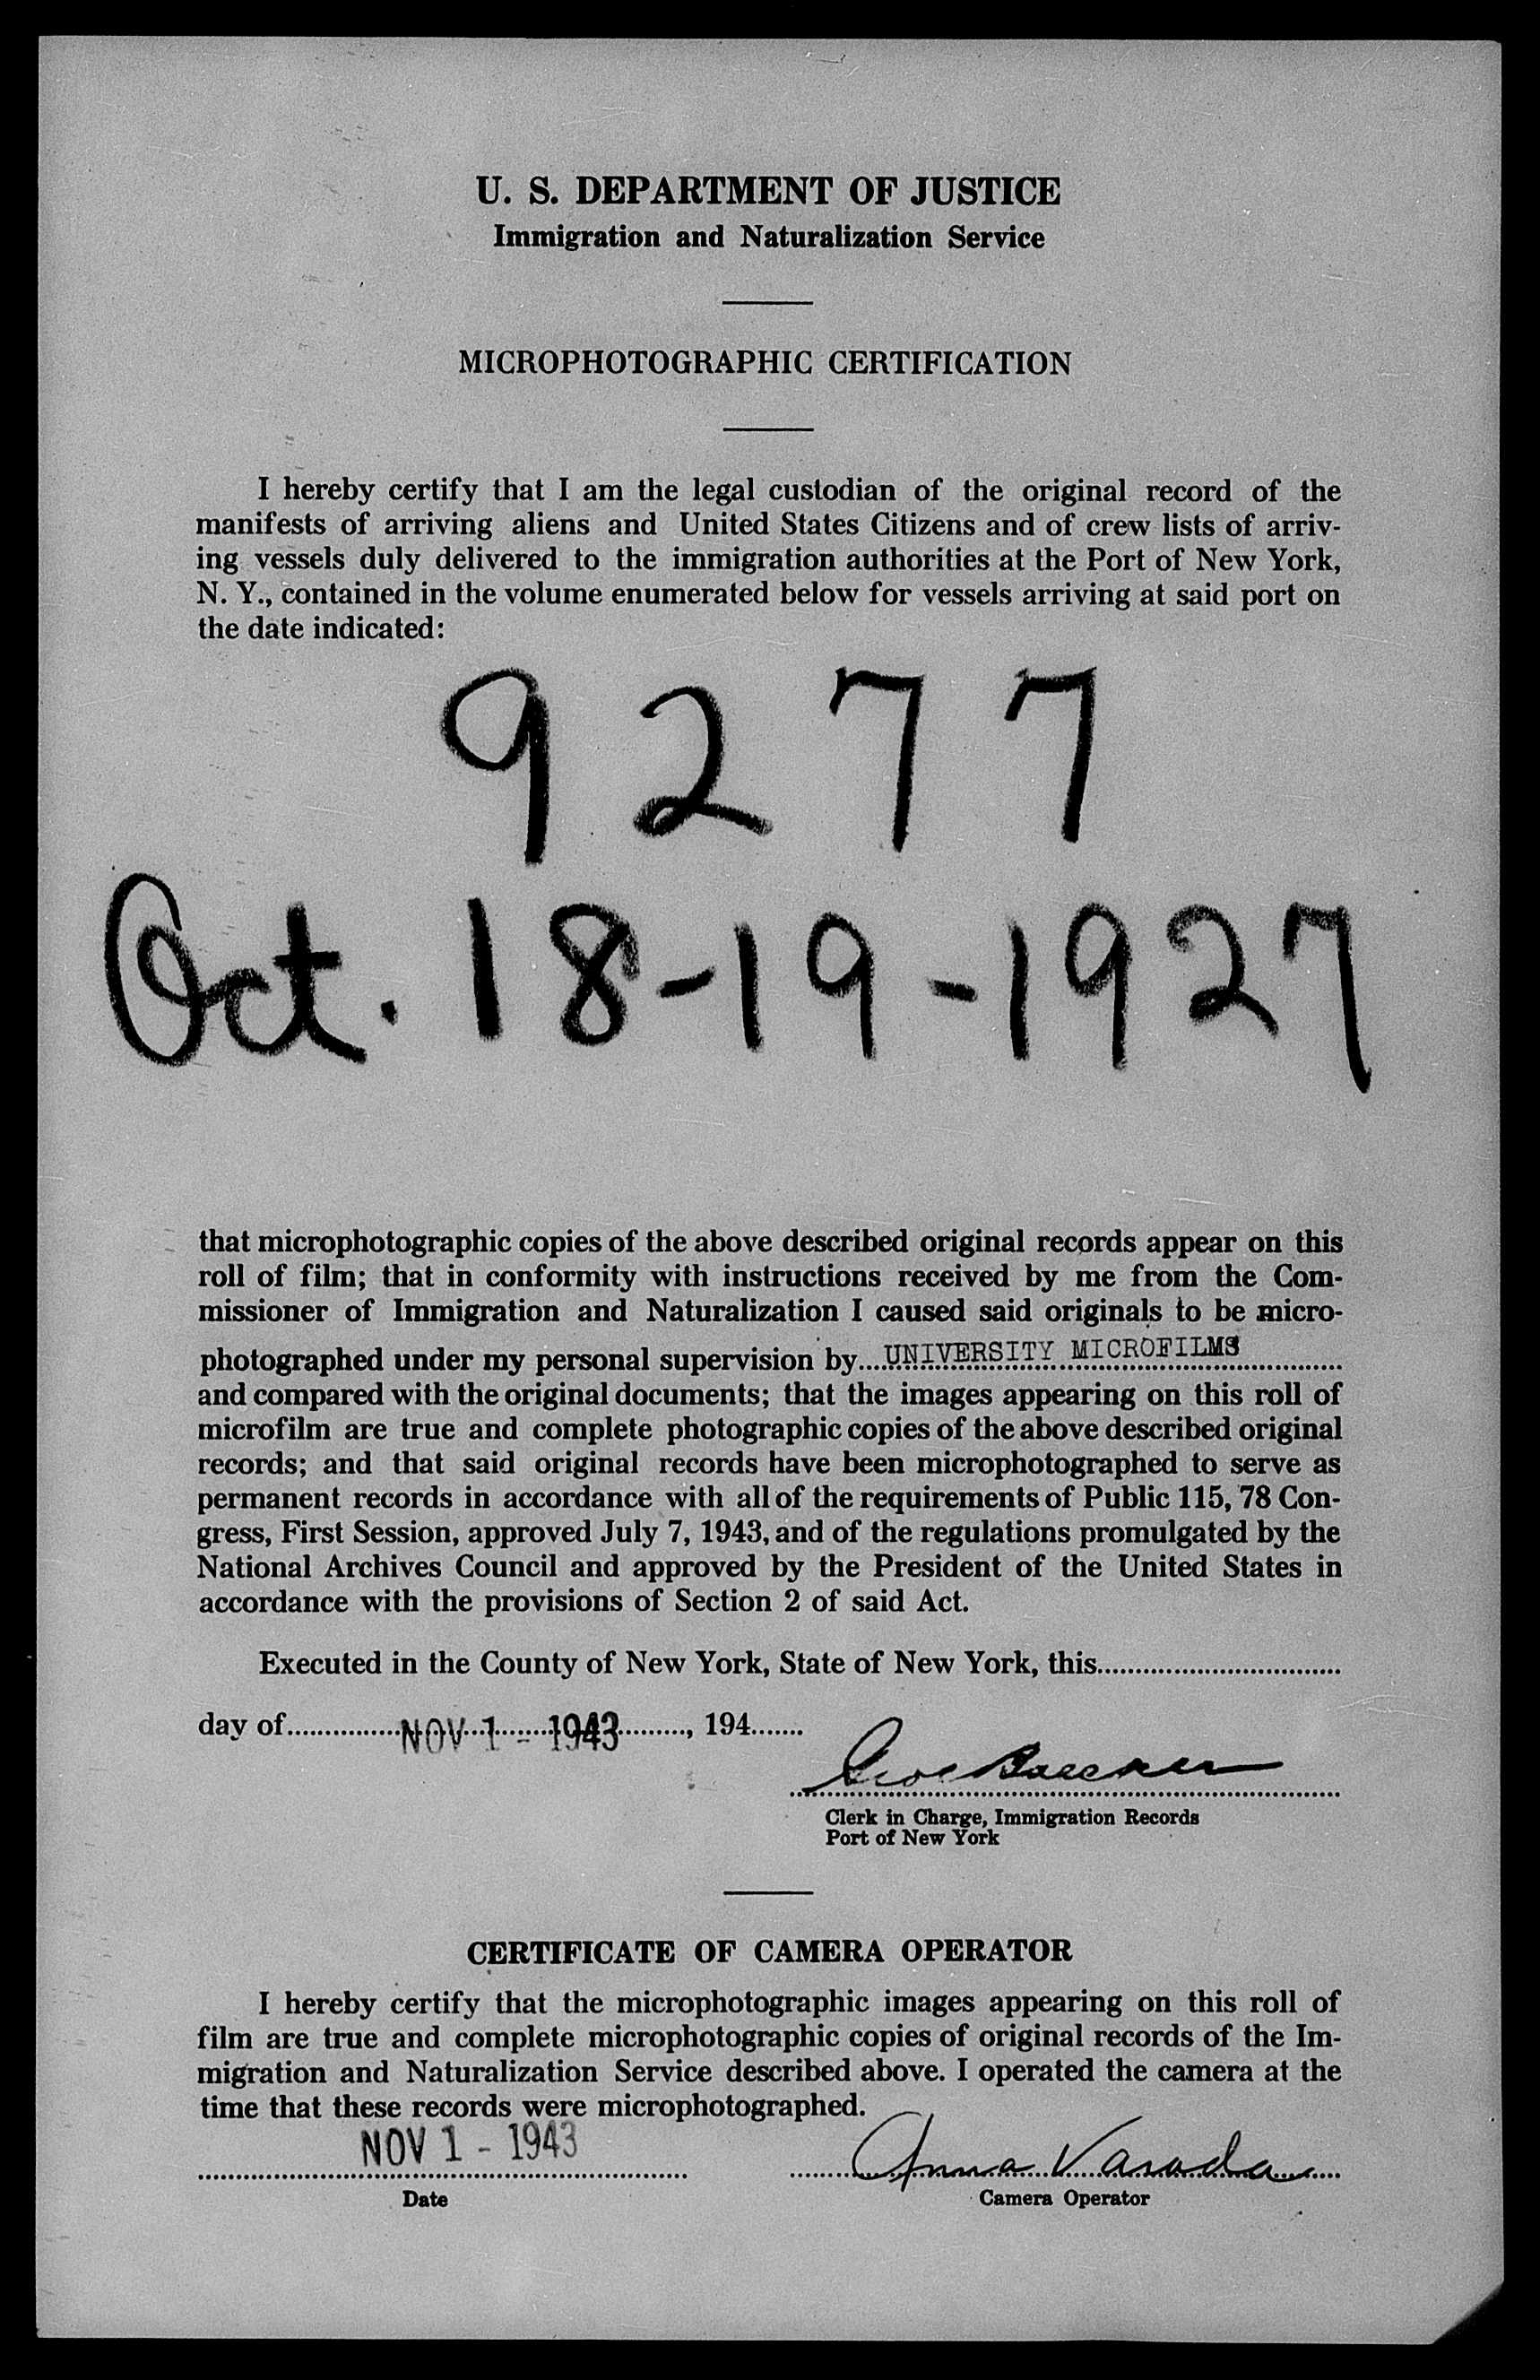 U. S. DEPARTMENT OF JUSTICE
Immigration and Naturalization Service
MICROPHOTOGRAPHIC CERTIFICATION
I hereby certify that I am the legal custodian of the original record of the
manifests of arriving aliens and United States Citizens and of crew lists of arriv-
ing vessels duly delivered to the immigration authorities at the Port of New York,
N. Y., contained in the volume enumerated below for vessels arriving at said port on
the date indicated:
9277
Oct. 18-19-1927
that microphotographic copies of the above described original records appear on this
roll of film; that in conformity with instructions received by me from the Com-
missioner of Immigration and Naturalization I caused said originals to be micro-
photographed under my personal supervision by...UNIVERSITY MICROFILMS
and compared with the original documents; that the images appearing on this roll of
microfilm are true and complete photographic copies of the above described original
records; and that said original records have been microphotographed to serve as
permanent records in accordance with all of the requirements of Public 115, 78 Con-
gress, First Session, approved July 7, 1943, and of the regulations promulgated by the
National Archives Council and approved by the President of the United States in
accordance with the provisions of Section 2 of said Act.
Executed in the County of New York, State of New York, this
day of NOV 1 - 1943, 194
Clerk in Charge, Immigration Records
Port of New York
CERTIFICATE OF CAMERA OPERATOR
I hereby certify that the microphotographic images appearing on this roll of
film are true and complete microphotographic copies of original records of the Im-
migration and Naturalization Service described above. I operated the camera at the
time that these records were microphotographed.
NOV 1 - 1943 Anna Varada
Date Camera Operator